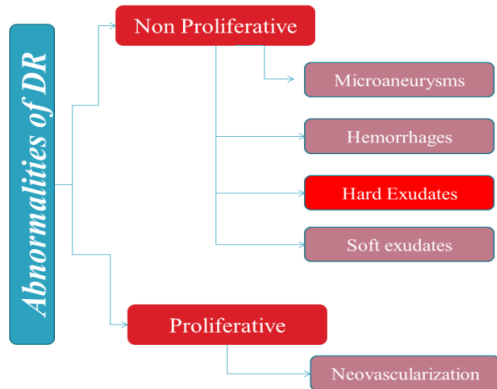 Abnormalities of DR
Non Proliferative
Microaneurysms
Hemorrhages
Hard Exudates
Soft exudates
Proliferative
Neovascularization